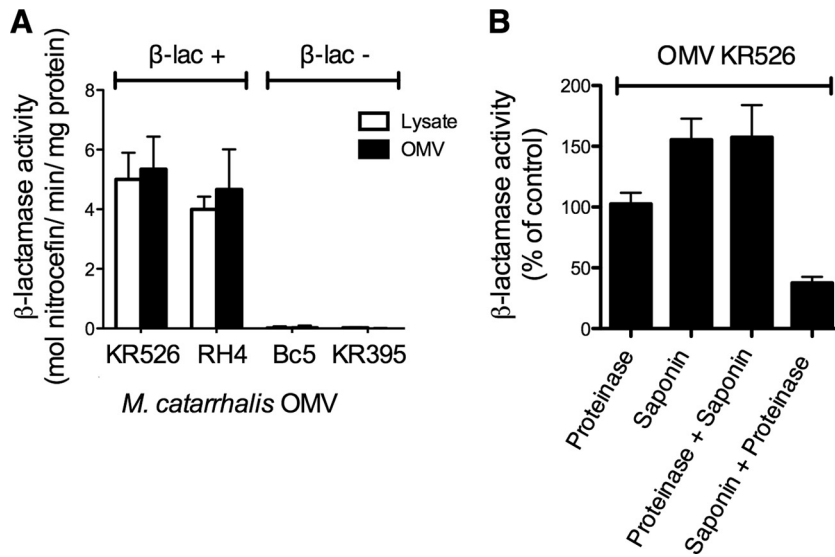 A
β-lac +
β-lac -
β-lactamase activity
(mol nitrocefin/ min/ mg protein)
8
6
4
2
0
Lysate
OMV
KR526
RH4
Bc5
KR395
M. catarrhalis OMV
B
OMV KR526
β-lactamase activity
(% of control)
200
150
100
50
0
Proteinase
Saponin
Proteinase + Saponin
Saponin + Proteinase